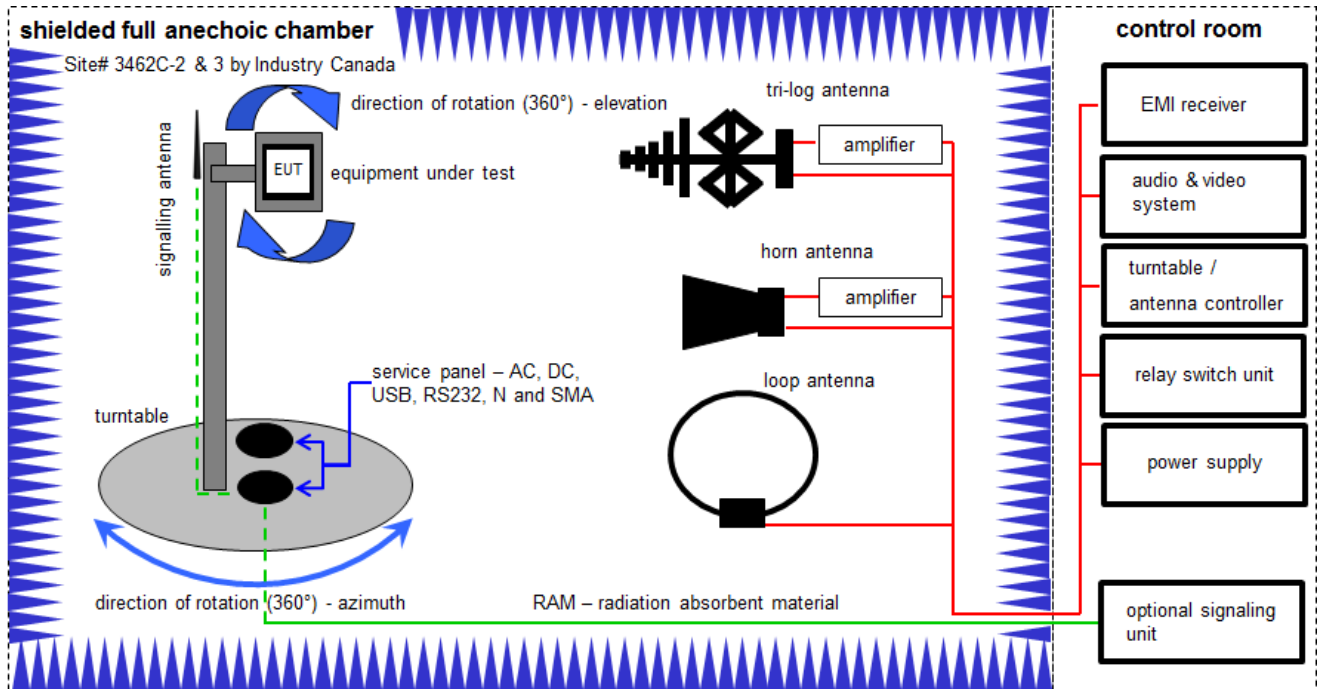 shielded full anechoic chamber
Site# 3462C-2 & 3 by Industry Canada
direction of rotation (360°) - elevation
signalling antenna
EUT
equipment under test
service panel – AC, DC,
USB, RS232, N and SMA
turntable
direction of rotation (360°) - azimuth
tri-log antenna
amplifier
horn antenna
amplifier
loop antenna
RAM – radiation absorbent material
control room
EMI receiver
audio & video
system
turntable /
antenna controller
relay switch unit
power supply
optional signaling
unit